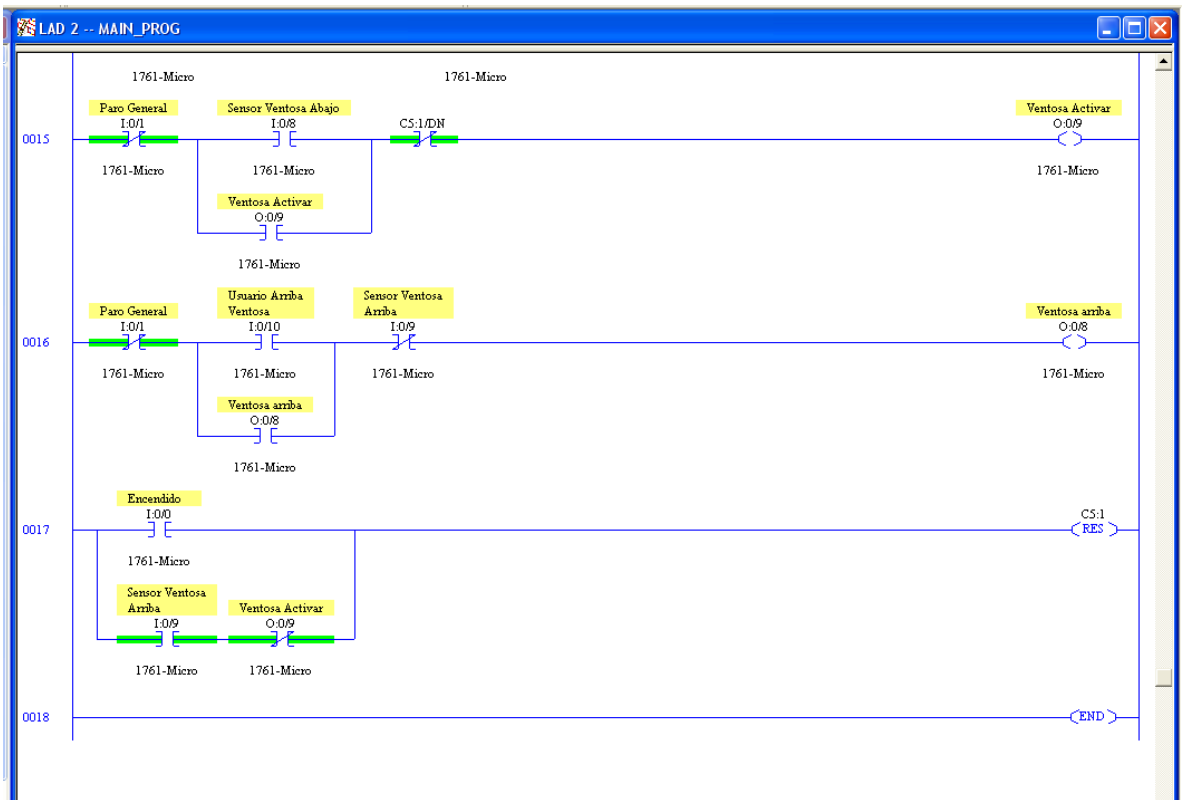 LAD 2 -- MAIN_PROG
1761-Micro 1761-Micro
Paro General Sensor Ventosa Abajo Ventosa Activar
I:0/1 I:0/8 C5:1/DN O:0/9
0015
1761-Micro 1761-Micro 1761-Micro
Ventosa Activar
O:0/9
1761-Micro
Usuario Arriba Sensor Ventosa
Paro General Ventosa Arriba Ventosa arriba
I:0/1 I:0/10 I:0/9 O:0/8
0016
1761-Micro 1761-Micro 1761-Micro 1761-Micro
Ventosa arriba
O:0/8
1761-Micro
Encendido
I:0/0 C5:1
0017 RES
1761-Micro
Sensor Ventosa
Arriba Ventosa Activar
I:0/9 O:0/9
1761-Micro 1761-Micro
0018 END